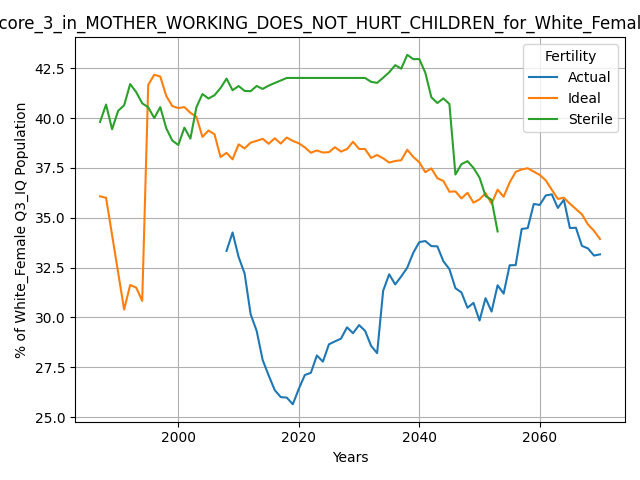 core_3_in_MOTHER_WORKING_DOES_NOT_HURT_CHILDREN_for_White_Femal
Fertility
Actual
Ideal
Sterile
% of White_Female Q3_IQ Population
42.5
40.0
37.5
35.0
32.5
30.0
27.5
25.0
2000
2020
2040
2060
Years